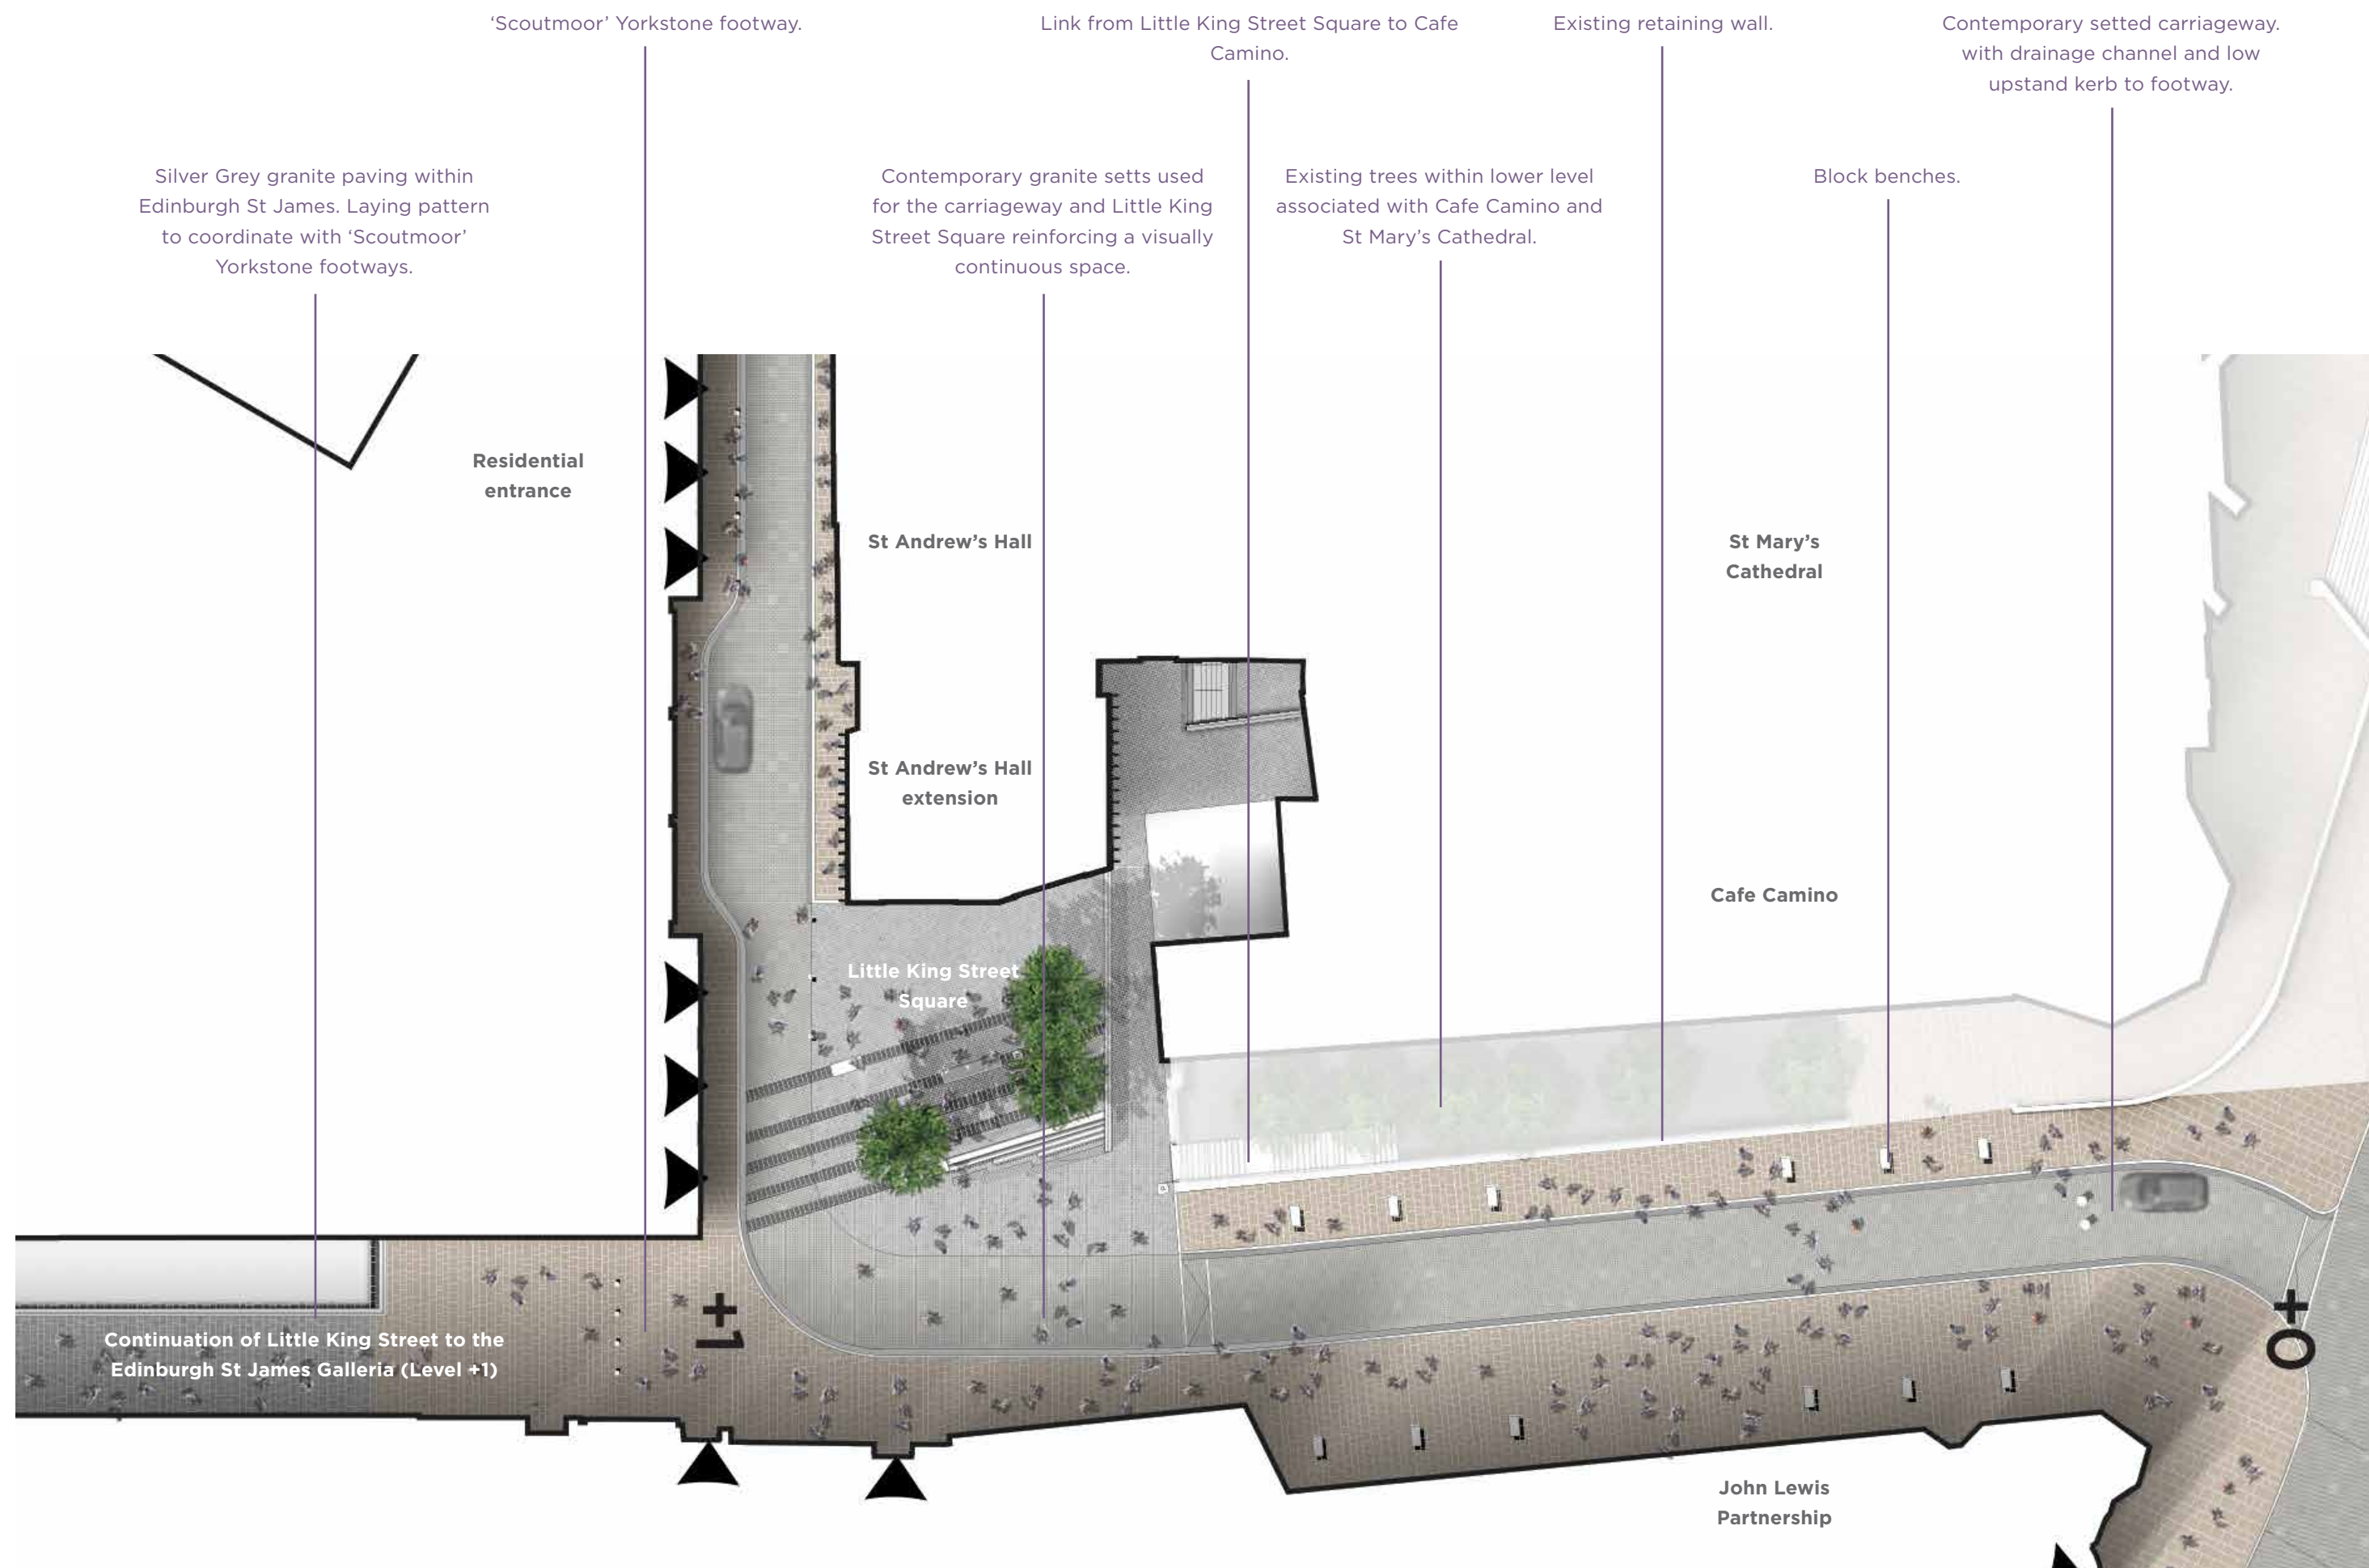 ‘Scoutmoor’ Yorkstone footway.
Link from Little King Street Square to Cafe
Camino.
Existing retaining wall.
Contemporary setted carriageway.
with drainage channel and low
upstand kerb to footway.
Silver Grey granite paving within
Edinburgh St James. Laying pattern
to coordinate with ‘Scoutmoor’
Yorkstone footways.
Contemporary granite setts used
for the carriageway and Little King
Street Square reinforcing a visually
continuous space.
Existing trees within lower level
associated with Cafe Camino and
St Mary’s Cathedral.
Block benches.
Residential
entrance
St Andrew’s Hall
St Mary’s
Cathedral
St Andrew’s Hall
extension
Cafe Camino
Little King Street
Square
+1
+0
Continuation of Little King Street to the
Edinburgh St James Galleria (Level +1)
John Lewis
Partnership